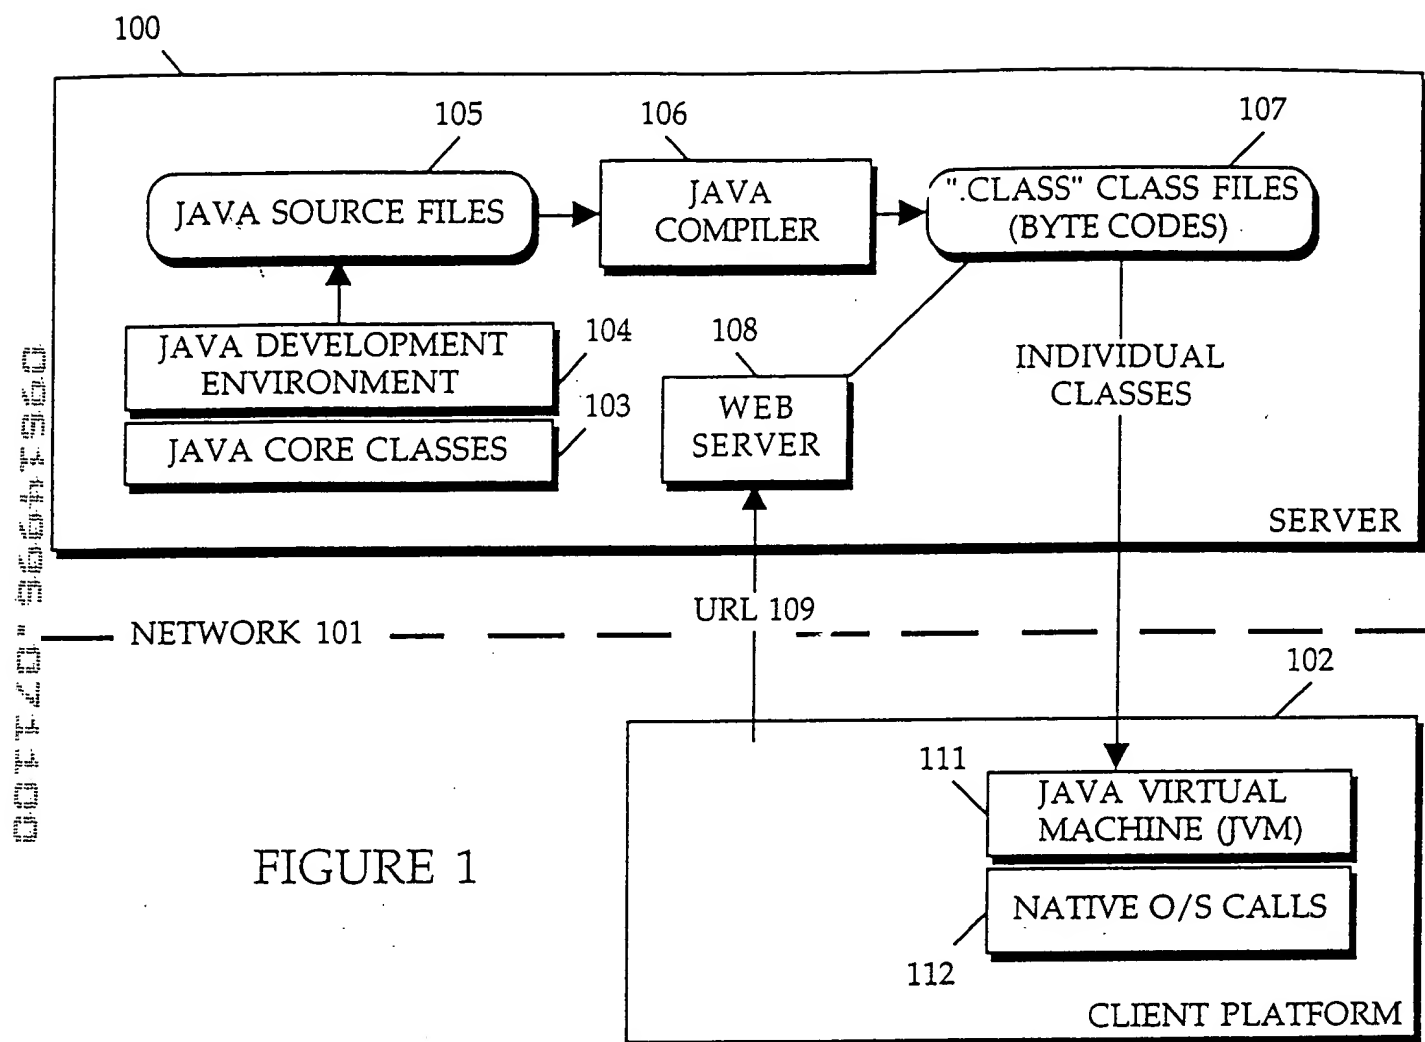 100
105
106
107
JAVA SOURCE FILES
JAVA
COMPILER
".CLASS" CLASS FILES
(BYTE CODES)
JAVA DEVELOPMENT
ENVIRONMENT
104
108
INDIVIDUAL
CLASSES
JAVA CORE CLASSES
103
WEB
SERVER
SERVER
URL 109
NETWORK 101
102
111
JAVA VIRTUAL
MACHINE (JVM)
FIGURE 1
NATIVE O/S CALLS
112
CLIENT PLATFORM